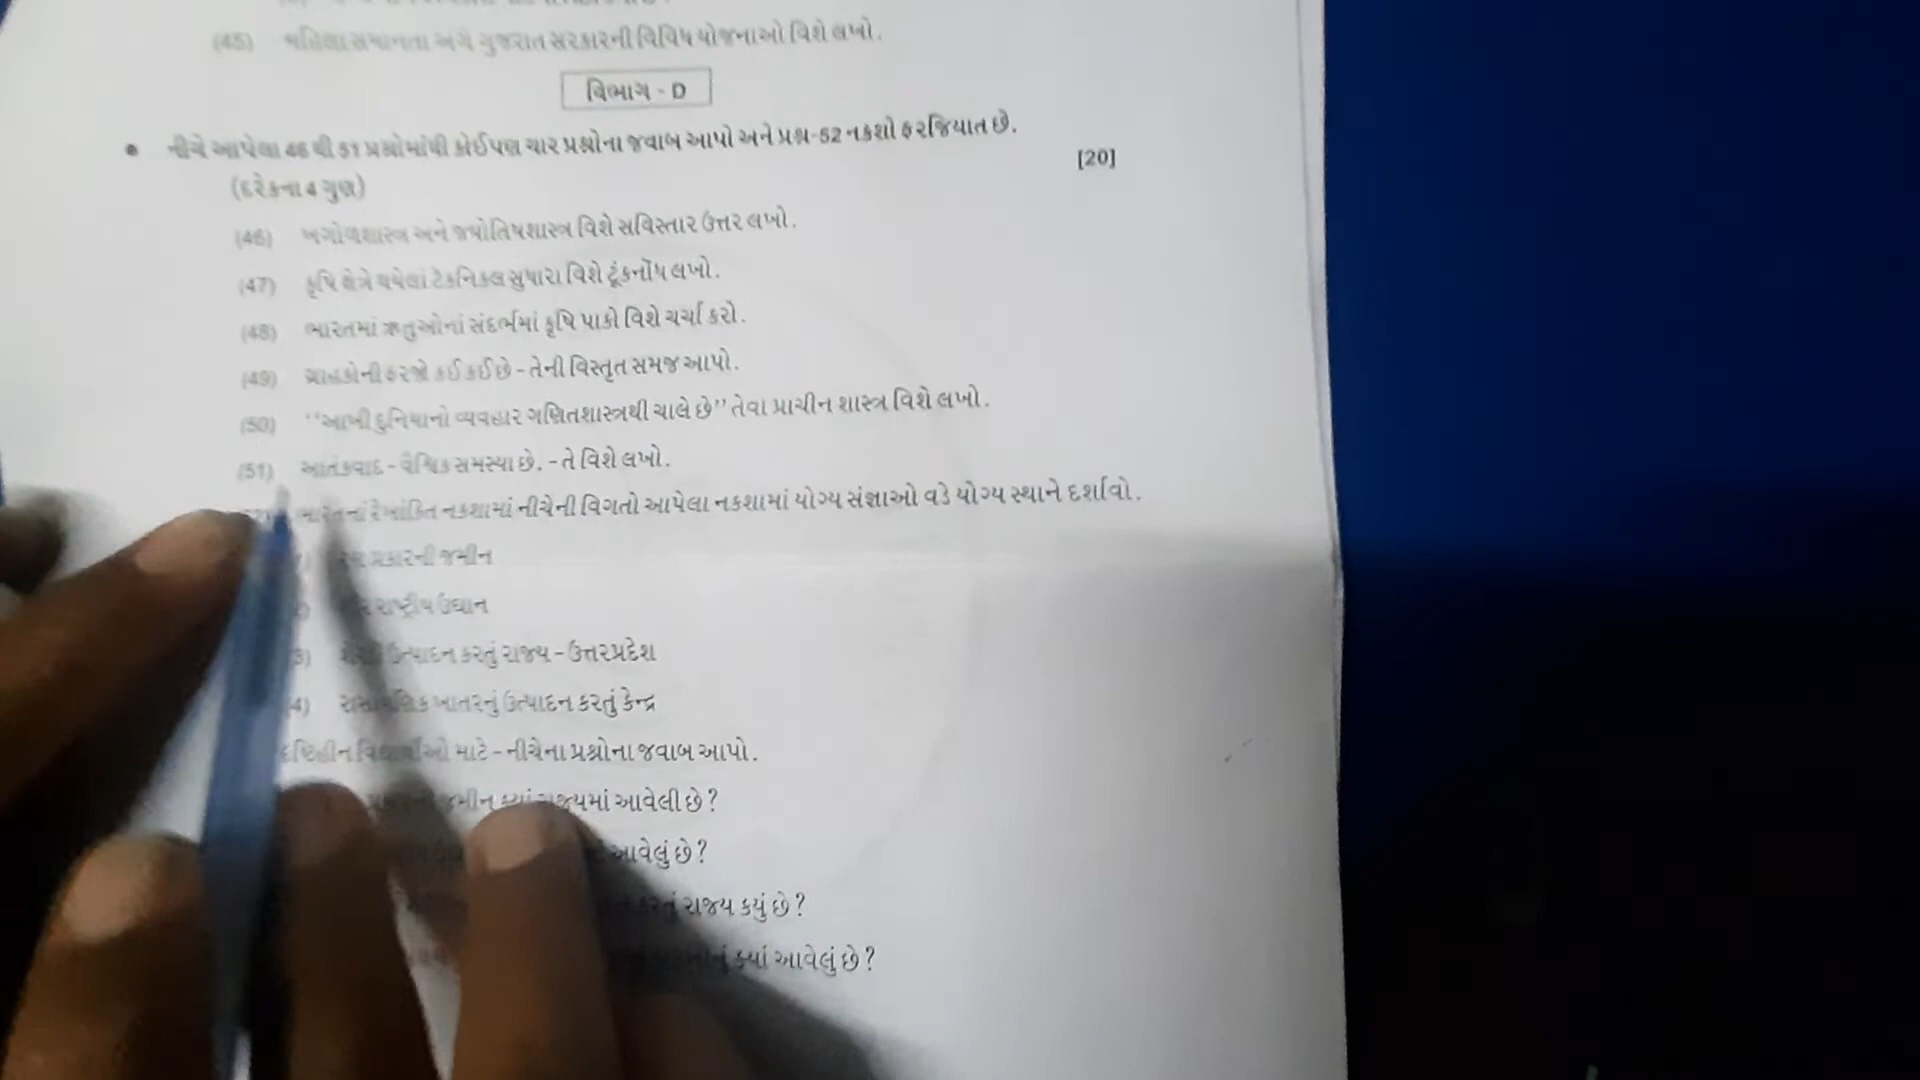 (45) મહિલા સમાનતા અંગે ગુજરાત સરકારની વિવિધ યોજનાઓ વિશે લખો.
વિભાગ - D
● નીચે આપેલા 46 થી 51 પ્રશ્નોમાંથી કોઈપણ ચાર પ્રશ્નોના જવાબ આપો અને પ્રશ્ન-52 નકશો ફરજિયાત છે.
(દરેકના 4 ગુણ) [20]
(46) ખગોળશાસ્ત્ર અને જ્યોતિષશાસ્ત્ર વિશે સવિસ્તાર ઉત્તર લખો.
(47) કૃષિ ક્ષેત્રે થયેલાં ટેકનિકલ સુધારા વિશે ટૂંકનોંધ લખો.
(48) ભારતમાં ઋતુઓનાં સંદર્ભમાં કૃષિ પાકો વિશે ચર્ચા કરો.
(49) ગ્રાહકોની ફરજો કઈ કઈ છે - તેની વિસ્તૃત સમજ આપો.
(50) ''આખી દુનિયાનો વ્યવહાર ગણિતશાસ્ત્રથી ચાલે છે'' તેવા પ્રાચીન શાસ્ત્ર વિશે લખો.
(51) આતંકવાદ - વૈશ્વિક સમસ્યા છે. - તે વિશે લખો.
ભારતનાં રેખાંકિત નકશામાં નીચેની વિગતો આપેલા નકશામાં યોગ્ય સંજ્ઞાઓ વડે યોગ્ય સ્થાને દર્શાવો.
પ્રકારની જમીન
રાષ્ટ્રીય ઉદ્યાન
3) ઉત્પાદન કરતું રાજ્ય - ઉત્તરપ્રદેશ
(4) રાસાયણિક ખાતરનું ઉત્પાદન કરતું કેન્દ્ર
દૃષ્ટિહીન વિદ્યાર્થીઓ માટે - નીચેના પ્રશ્નોના જવાબ આપો.
જમીન ક્યાં રાજ્યમાં આવેલી છે?
આવેલું છે?
કરતું રાજ્ય કયું છે?
ક્યાં આવેલું છે?